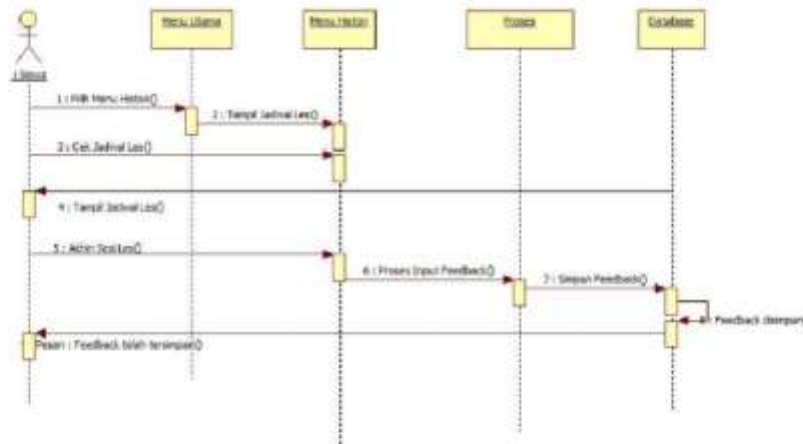 Menu Utama
Menu Histori
Proses
Database
: Siswa
1 : Pilih Menu Histori()
2 : Tampil Jadwal Les()
3 : Cek Jadwal Les()
4 : Tampil Jadwal Les()
5 : Akhiri Sesi Les()
6 : Proses Input Feedback()
7 : Simpan Feedback()
8 : Feedback disimpan
Pesan : Feedback telah tersimpan()